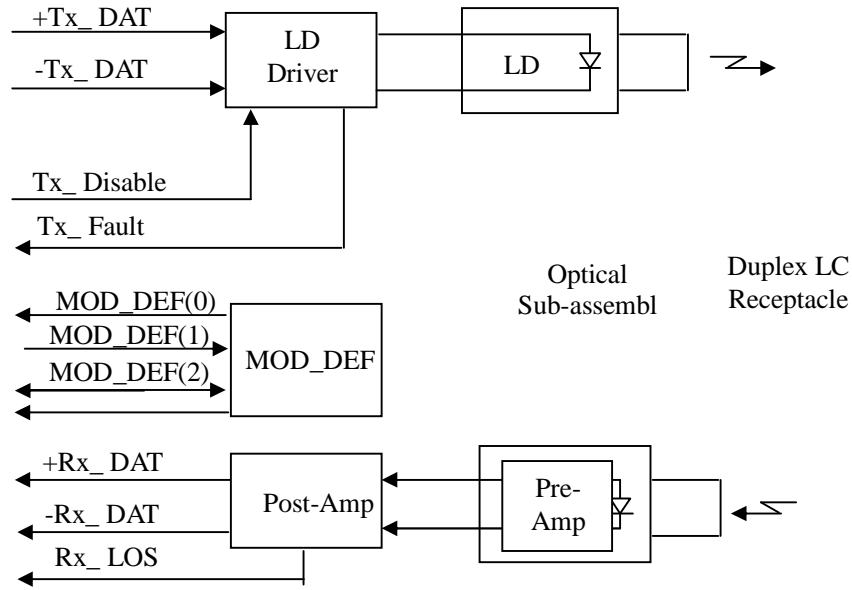 +Tx_ DAT
-Tx_ DAT
LD
Driver
LD
Tx_ Disable
Tx_ Fault
Optical
Sub-assembl
Duplex LC
Receptacle
MOD_DEF(0)
MOD_DEF(1)
MOD_DEF(2)
MOD_DEF
+Rx_ DAT
-Rx_ DAT
Rx_ LOS
Post-Amp
Pre-
Amp